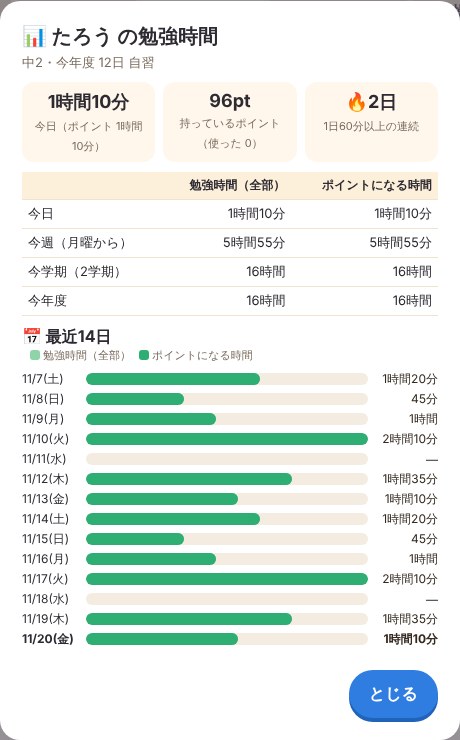 📊 たろう の勉強時間
中2・今年度 12日 自習
1時間10分
今日（ポイント 1時間
10分）
96pt
持っているポイント
（使った 0）
🔥2日
1日60分以上の連続
勉強時間（全部） ポイントになる時間
今日 1時間10分 1時間10分
今週（月曜から） 5時間55分 5時間55分
今学期（2学期） 16時間 16時間
今年度 16時間 16時間
📅 最近14日
勉強時間（全部） ポイントになる時間
11/7(土) 1時間20分
11/8(日) 45分
11/9(月) 1時間
11/10(火) 2時間10分
11/11(水) —
11/12(木) 1時間35分
11/13(金) 1時間10分
11/14(土) 1時間20分
11/15(日) 45分
11/16(月) 1時間
11/17(火) 2時間10分
11/18(水) —
11/19(木) 1時間35分
11/20(金) 1時間10分
とじる